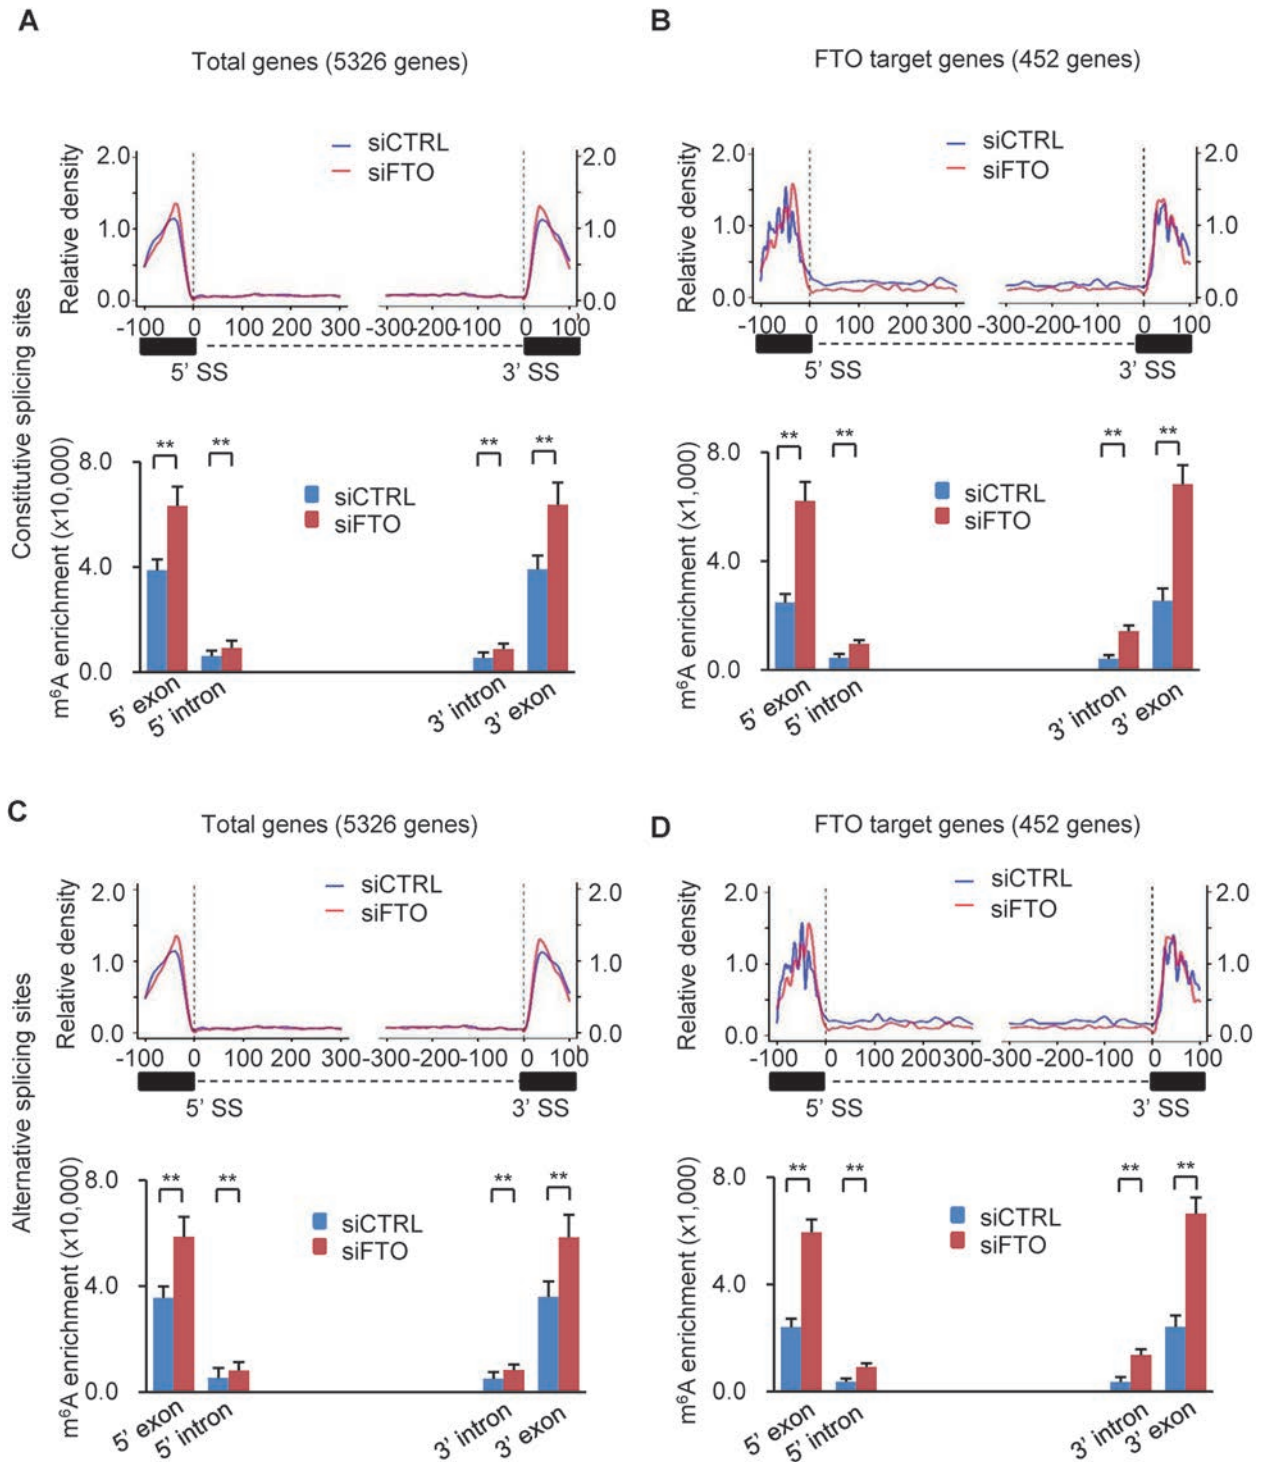 A
Total genes (5326 genes)
Constitutive splicing sites
Relative density
2.0
1.0
0.0
siCTRL
siFTO
2.0
1.0
0.0
-100 0 100 200 300 -300 -200 -100 0 100
5’ SS 3’ SS
m⁶A enrichment (x10,000)
8.0
4.0
0.0
** ** ** **
siCTRL
siFTO
5’ exon 5’ intron 3’ intron 3’ exon
B
FTO target genes (452 genes)
Relative density
2.0
1.0
0.0
siCTRL
siFTO
2.0
1.0
0.0
-100 0 100 200 300 -300 -200 -100 0 100
5’ SS 3’ SS
m⁶A enrichment (x1,000)
8.0
4.0
0.0
** ** ** **
siCTRL
siFTO
5’ exon 5’ intron 3’ intron 3’ exon
C
Total genes (5326 genes)
Alternative splicing sites
Relative density
2.0
1.0
0.0
siCTRL
siFTO
2.0
1.0
0.0
-100 0 100 200 300 -300 -200 -100 0 100
5’ SS 3’ SS
m⁶A enrichment (x10,000)
8.0
4.0
0.0
** ** ** **
siCTRL
siFTO
5’ exon 5’ intron 3’ intron 3’ exon
D
FTO target genes (452 genes)
Relative density
2.0
1.0
0.0
siCTRL
siFTO
2.0
1.0
0.0
-100 0 100 200 300 -300 -200 -100 0 100
5’ SS 3’ SS
m⁶A enrichment (x1,000)
8.0
4.0
0.0
** ** ** **
siCTRL
siFTO
5’ exon 5’ intron 3’ intron 3’ exon